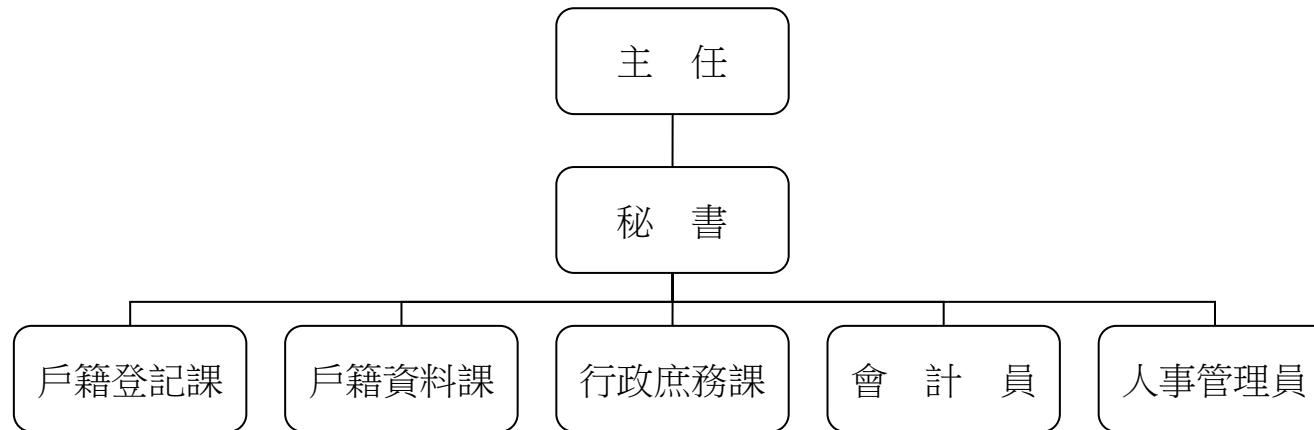 主　任
秘　書
戶籍登記課
戶籍資料課
行政庶務課
會　計　員
人事管理員